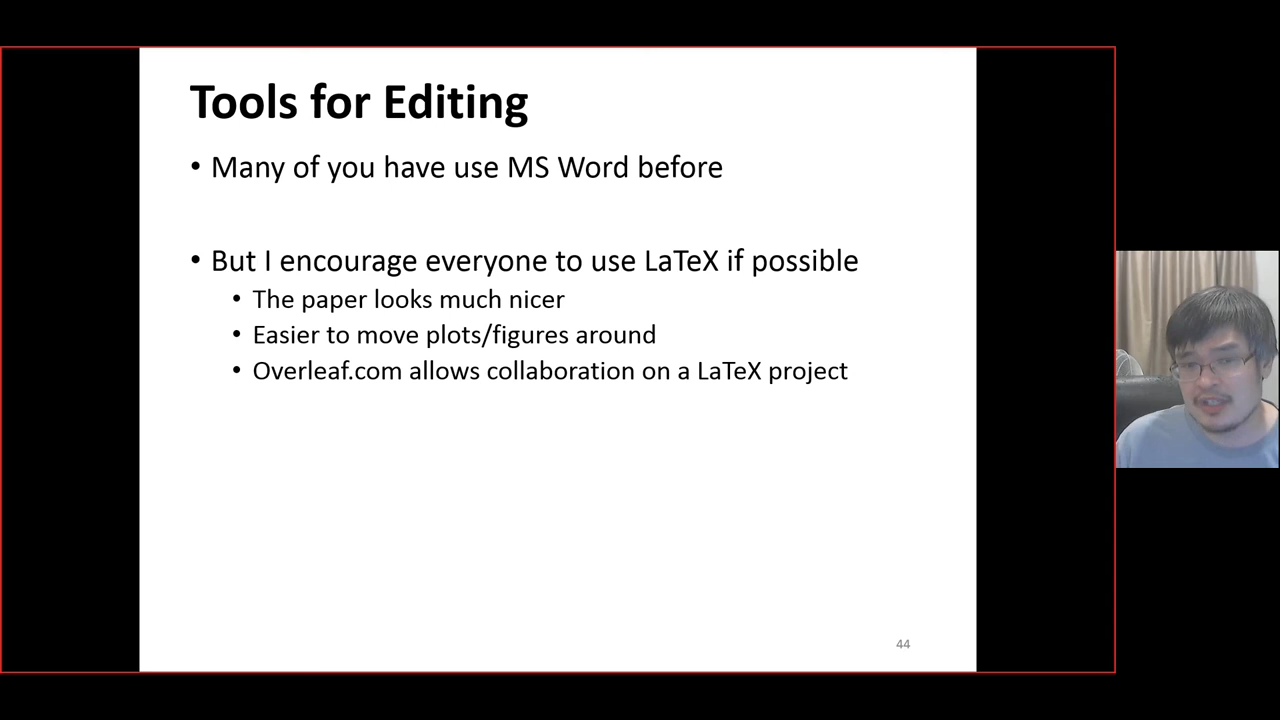 Tools for Editing
• Many of you have use MS Word before
• But I encourage everyone to use LaTeX if possible
• The paper looks much nicer
• Easier to move plots/figures around
• Overleaf.com allows collaboration on a LaTeX project
44